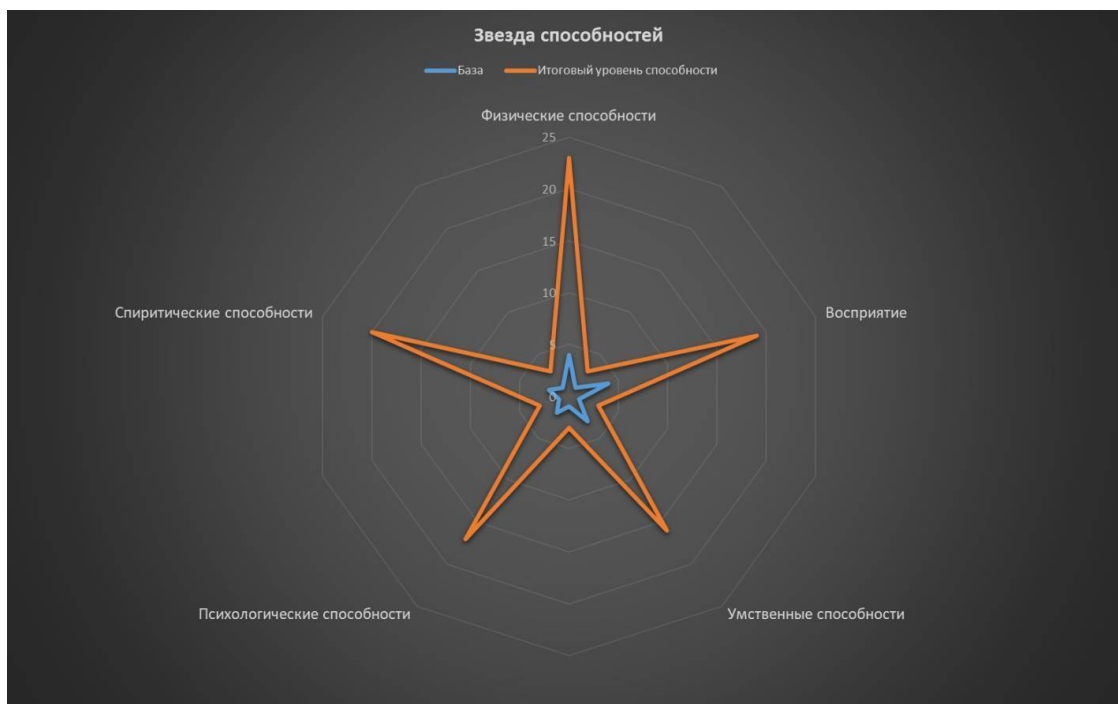 Звезда способностей
База
Итоговый уровень способности
Физические способности
25
20
15
10
5
0
Восприятие
Спиритические способности
Умственные способности
Психологические способности